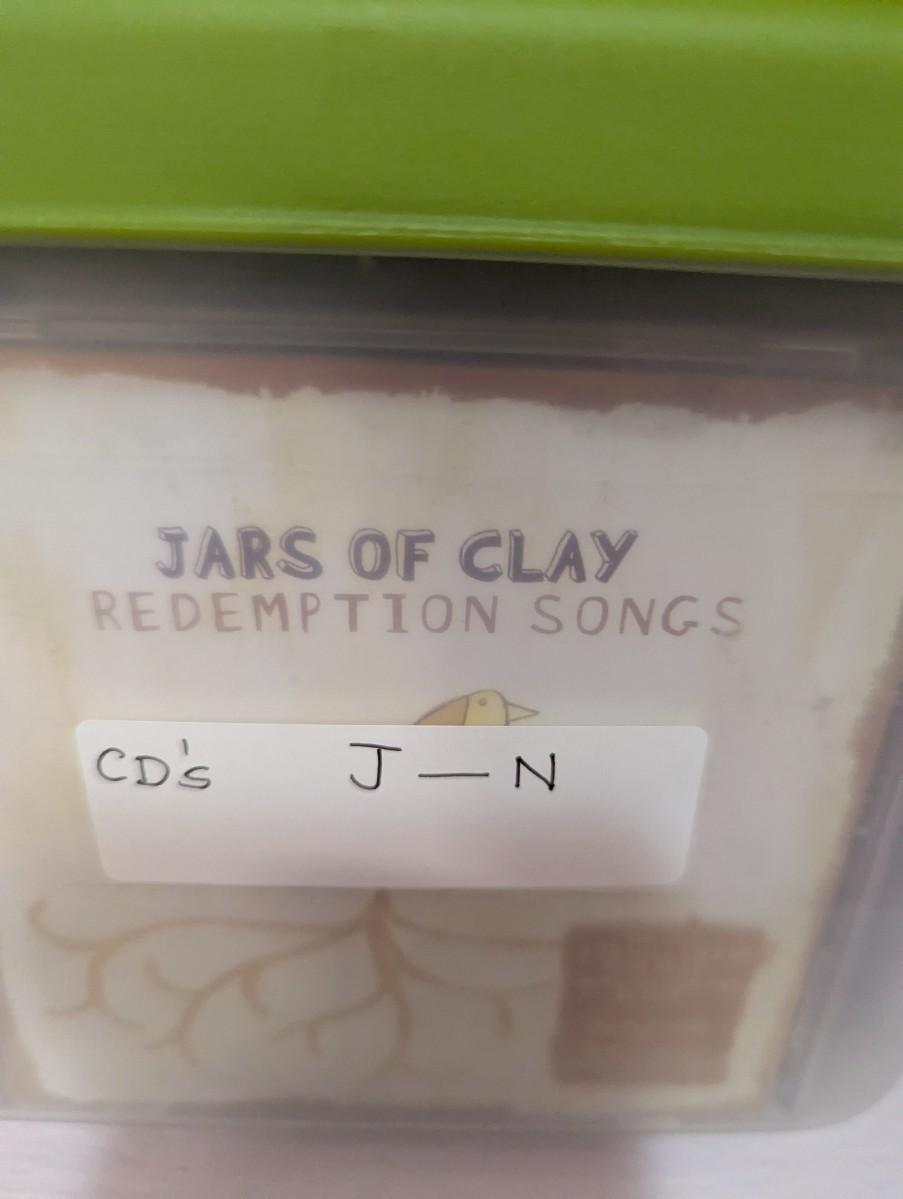 JARS OF CLAY
REDEMPTION SONGS
CD's J — N